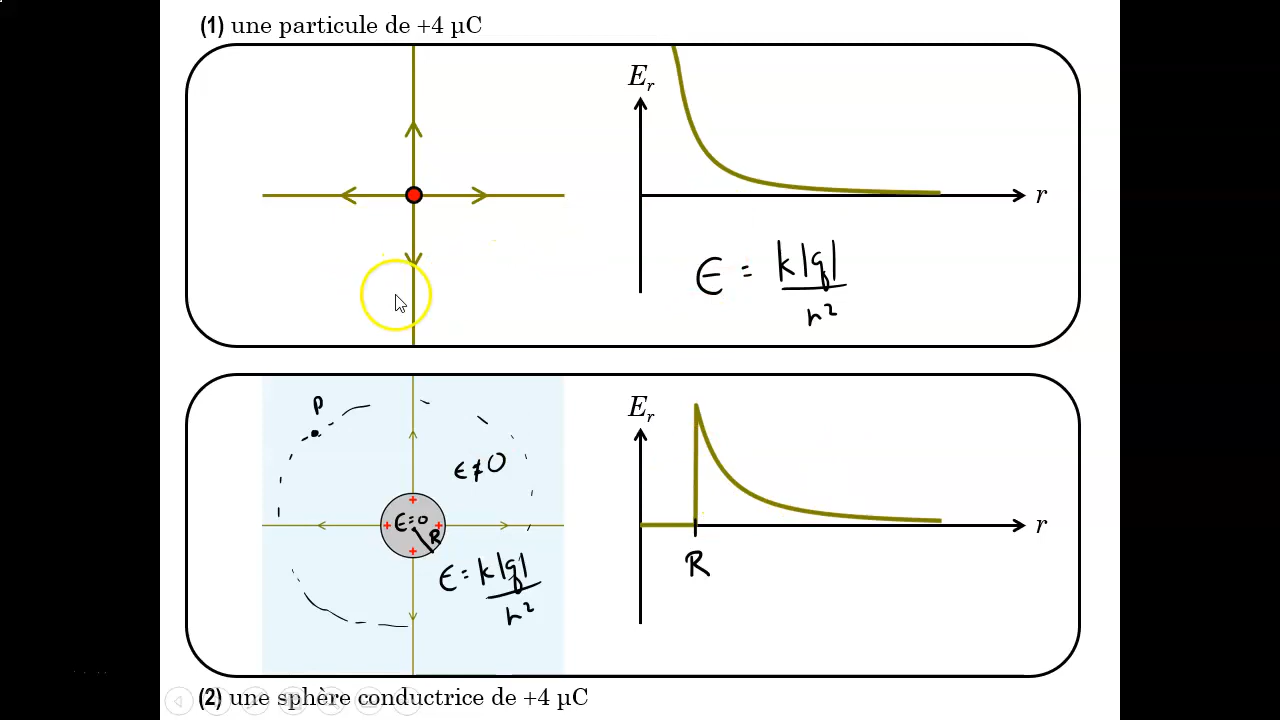 (1) une particule de +4 µC
E_r
r
E = k|q|/r²
P
E_r
E ≠ 0
E=0
R
r
E = k|q|/r²
R
(2) une sphère conductrice de +4 µC